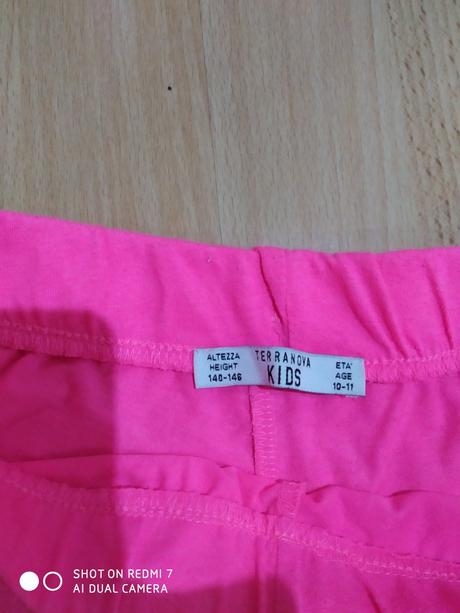 ALTEZZA
HEIGHT
140-146
TERRANOVA
KIDS
ETA'
AGE
10-11
SHOT ON REDMI 7
AI DUAL CAMERA